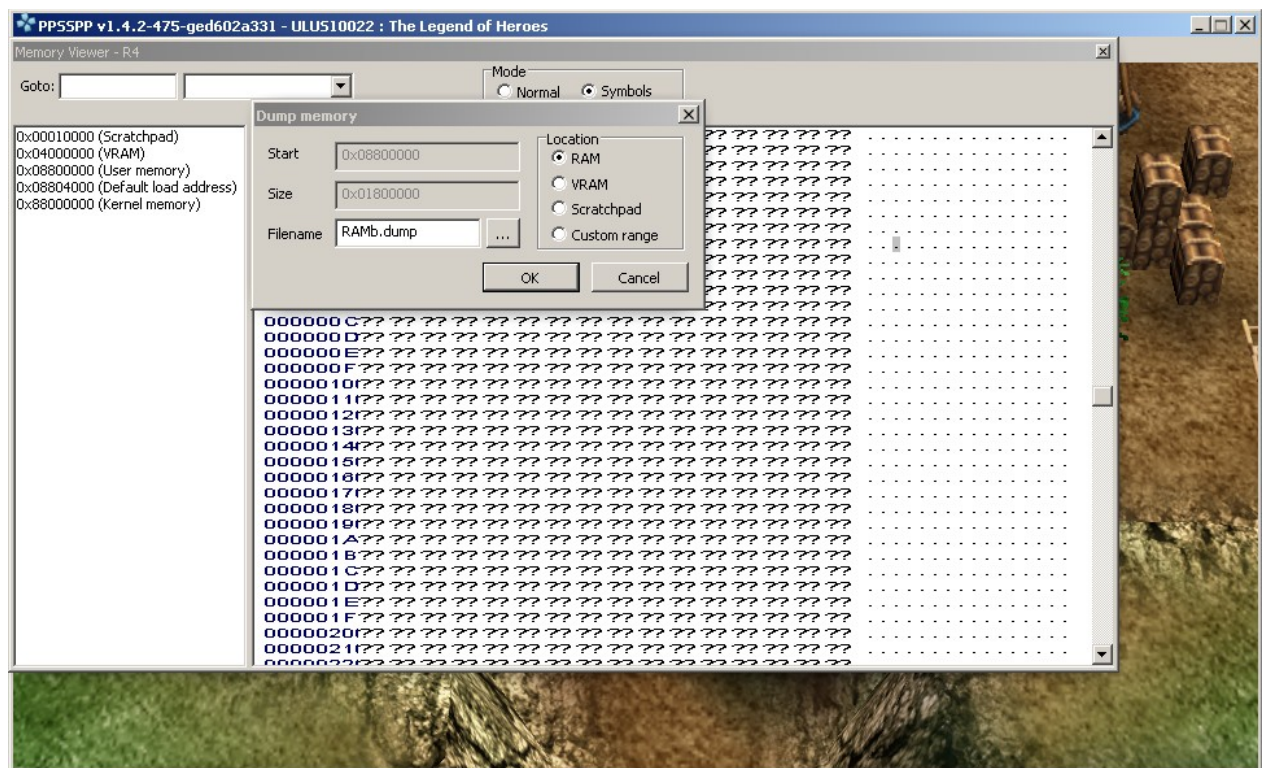 PPSSPP v1.4.2-475-ged602a331 - ULUS10022 : The Legend of Heroes
Memory Viewer - R4
Goto:
Mode
Normal
Symbols
0x00010000 (Scratchpad)
0x04000000 (VRAM)
0x08800000 (User memory)
0x08804000 (Default load address)
0x88000000 (Kernel memory)
Dump memory
Start 0x08800000
Size 0x01800000
Filename RAMb.dump ...
Location
RAM
VRAM
Scratchpad
Custom range
OK Cancel
?? ?? ?? ?? ?? . . . . . . . . . . . . . . . .
?? ?? ?? ?? ?? . . . . . . . . . . . . . . . .
?? ?? ?? ?? ?? . . . . . . . . . . . . . . . .
?? ?? ?? ?? ?? . . . . . . . . . . . . . . . .
?? ?? ?? ?? ?? . . . . . . . . . . . . . . . .
?? ?? ?? ?? ?? . . . . . . . . . . . . . . . .
?? ?? ?? ?? ?? . . . . . . . . . . . . . . . .
?? ?? ?? ?? ?? . . . . . . . . . . . . . . . .
?? ?? ?? ?? ?? . . . . . . . . . . . . . . . .
?? ?? ?? ?? ?? . . . . . . . . . . . . . . . .
?? ?? ?? ?? ?? . . . . . . . . . . . . . . . .
?? ?? ?? ?? ?? . . . . . . . . . . . . . . . .
000000C?? ?? ?? ?? ?? ?? ?? ?? ?? ?? ?? ?? ?? ?? ?? ?? . . . . . . . . . . . . . . . .
000000D?? ?? ?? ?? ?? ?? ?? ?? ?? ?? ?? ?? ?? ?? ?? ?? . . . . . . . . . . . . . . . .
000000E?? ?? ?? ?? ?? ?? ?? ?? ?? ?? ?? ?? ?? ?? ?? ?? . . . . . . . . . . . . . . . .
000000F?? ?? ?? ?? ?? ?? ?? ?? ?? ?? ?? ?? ?? ?? ?? ?? . . . . . . . . . . . . . . . .
0000010?? ?? ?? ?? ?? ?? ?? ?? ?? ?? ?? ?? ?? ?? ?? ?? . . . . . . . . . . . . . . . .
0000011?? ?? ?? ?? ?? ?? ?? ?? ?? ?? ?? ?? ?? ?? ?? ?? . . . . . . . . . . . . . . . .
0000012?? ?? ?? ?? ?? ?? ?? ?? ?? ?? ?? ?? ?? ?? ?? ?? . . . . . . . . . . . . . . . .
0000013?? ?? ?? ?? ?? ?? ?? ?? ?? ?? ?? ?? ?? ?? ?? ?? . . . . . . . . . . . . . . . .
0000014?? ?? ?? ?? ?? ?? ?? ?? ?? ?? ?? ?? ?? ?? ?? ?? . . . . . . . . . . . . . . . .
0000015?? ?? ?? ?? ?? ?? ?? ?? ?? ?? ?? ?? ?? ?? ?? ?? . . . . . . . . . . . . . . . .
0000016?? ?? ?? ?? ?? ?? ?? ?? ?? ?? ?? ?? ?? ?? ?? ?? . . . . . . . . . . . . . . . .
0000017?? ?? ?? ?? ?? ?? ?? ?? ?? ?? ?? ?? ?? ?? ?? ?? . . . . . . . . . . . . . . . .
0000018?? ?? ?? ?? ?? ?? ?? ?? ?? ?? ?? ?? ?? ?? ?? ?? . . . . . . . . . . . . . . . .
0000019?? ?? ?? ?? ?? ?? ?? ?? ?? ?? ?? ?? ?? ?? ?? ?? . . . . . . . . . . . . . . . .
000001A?? ?? ?? ?? ?? ?? ?? ?? ?? ?? ?? ?? ?? ?? ?? ?? . . . . . . . . . . . . . . . .
000001B?? ?? ?? ?? ?? ?? ?? ?? ?? ?? ?? ?? ?? ?? ?? ?? . . . . . . . . . . . . . . . .
000001C?? ?? ?? ?? ?? ?? ?? ?? ?? ?? ?? ?? ?? ?? ?? ?? . . . . . . . . . . . . . . . .
000001D?? ?? ?? ?? ?? ?? ?? ?? ?? ?? ?? ?? ?? ?? ?? ?? . . . . . . . . . . . . . . . .
000001E?? ?? ?? ?? ?? ?? ?? ?? ?? ?? ?? ?? ?? ?? ?? ?? . . . . . . . . . . . . . . . .
000001F?? ?? ?? ?? ?? ?? ?? ?? ?? ?? ?? ?? ?? ?? ?? ?? . . . . . . . . . . . . . . . .
0000020?? ?? ?? ?? ?? ?? ?? ?? ?? ?? ?? ?? ?? ?? ?? ?? . . . . . . . . . . . . . . . .
0000021?? ?? ?? ?? ?? ?? ?? ?? ?? ?? ?? ?? ?? ?? ?? ?? . . . . . . . . . . . . . . . .
0000022?? ?? ?? ?? ?? ?? ?? ?? ?? ?? ?? ?? ?? ?? ?? ??